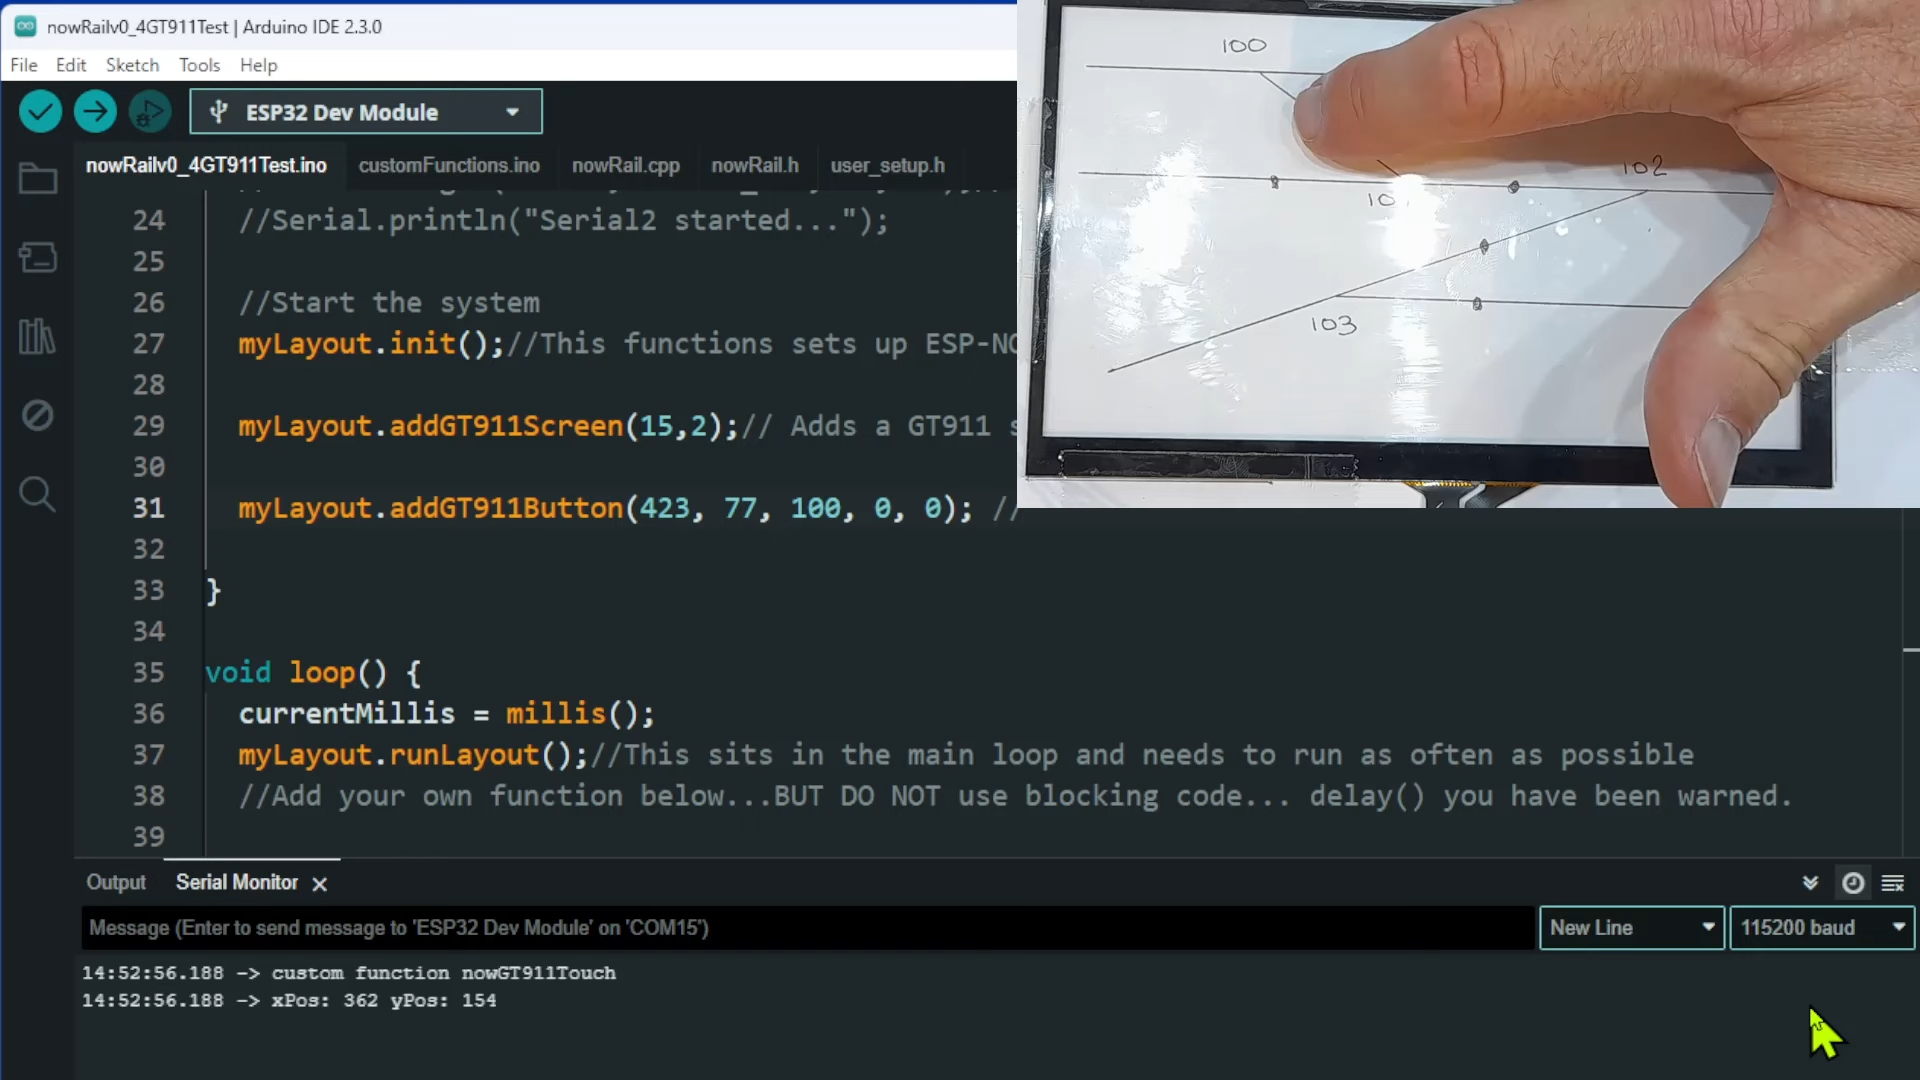 nowRailv0_4GT911Test | Arduino IDE 2.3.0
File Edit Sketch Tools Help
ESP32 Dev Module
nowRailv0_4GT911Test.ino customFunctions.ino nowRail.cpp nowRail.h user_setup.h
24 //Serial.println("Serial2 started...");
25
26 //Start the system
27 myLayout.init();//This functions sets up ESP-NO
28
29 myLayout.addGT911Screen(15,2);// Adds a GT911
30
31 myLayout.addGT911Button(423, 77, 100, 0, 0); //
32
33 }
34
35 void loop() {
36 currentMillis = millis();
37 myLayout.runLayout();//This sits in the main loop and needs to run as often as possible
38 //Add your own function below...BUT DO NOT use blocking code... delay() you have been warned.
39
Output Serial Monitor
Message (Enter to send message to 'ESP32 Dev Module' on 'COM15')
New Line 115200 baud
14:52:56.188 -> custom function nowGT911Touch
14:52:56.188 -> xPos: 362 yPos: 154
100
102
10
103